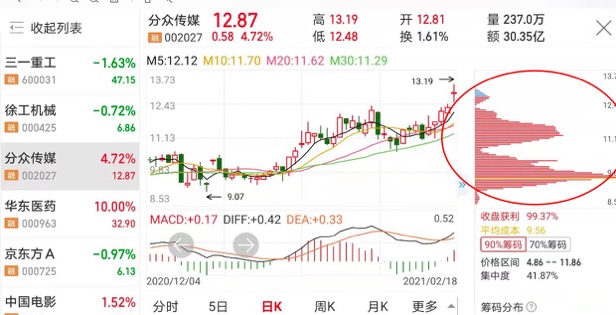 收起列表
三一重工 -1.63%
融 600031 47.15
徐工机械 -0.72%
融 000425 6.86
分众传媒 4.72%
融 002027 12.87
华东医药 10.00%
融 000963 32.90
京东方A -0.97%
融 000725 6.13
中国电影 1.52%
分众传媒 12.87 高 13.19 开 12.81 量 237.0万
融 002027 0.58 4.72% 低 12.48 换 1.61% 额 30.35亿
M5:12.12 M10:11.70 M20:11.62 M30:11.29
13.73
12.43
11.13
9.83
8.53
13.19
9.07
MACD:+0.17 DIFF:+0.42 DEA:+0.33 0.52
2020/12/04 2021/02/18
分时 5日 日K 周K 月K 更多
收盘获利 99.37%
平均成本 9.56
90%筹码 70%筹码
价格区间 4.86 -- 11.86
集中度 41.87%
筹码分布